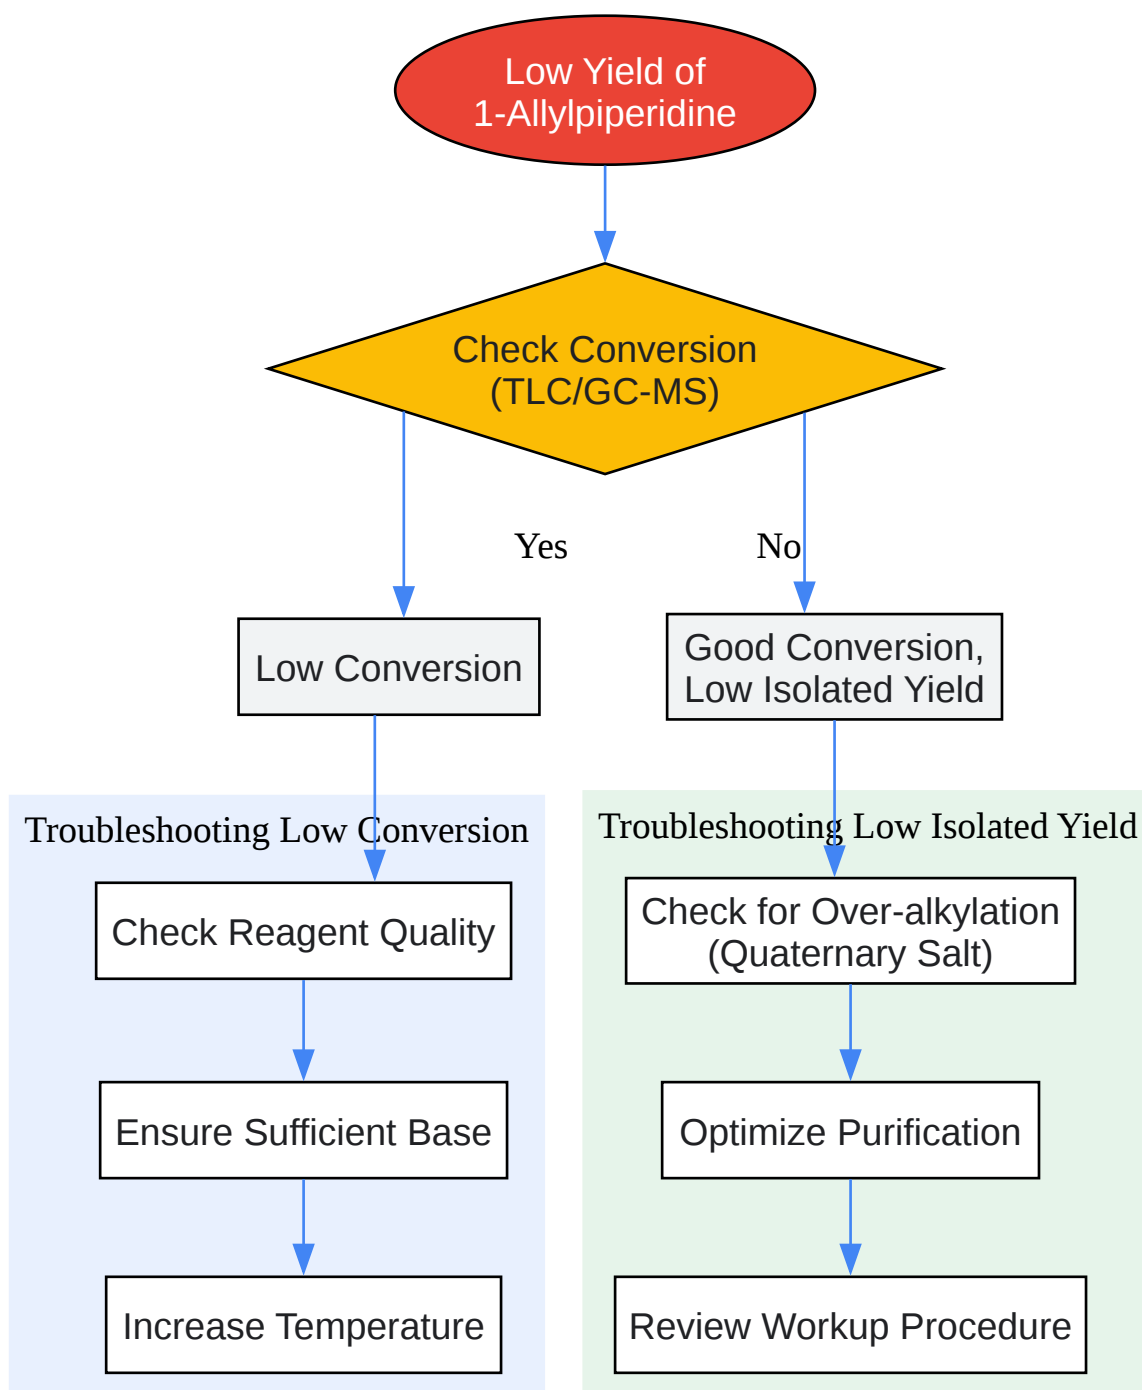 Low Yield of
1-Allylpiperidine
Check Conversion
(TLC/GC-MS)
Yes
No
Low Conversion
Good Conversion,
Low Isolated Yield
Troubleshooting Low Conversion
Check Reagent Quality
Ensure Sufficient Base
Increase Temperature
Troubleshooting Low Isolated Yield
Check for Over-alkylation
(Quaternary Salt)
Optimize Purification
Review Workup Procedure